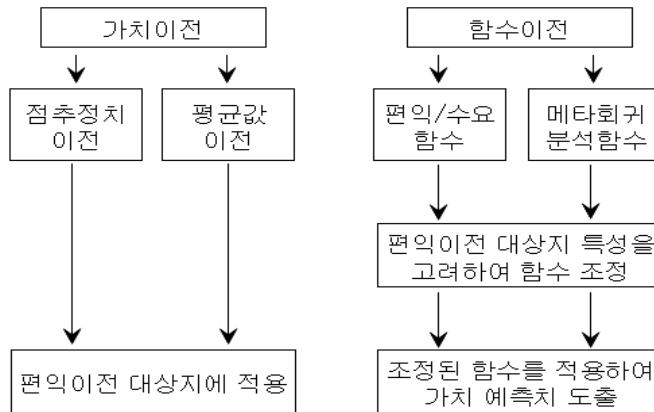 가치이전
함수이전
점추정치
이전
평균값
이전
편익/수요
함수
메타회귀
분석함수
편익이전 대상지 특성을
고려하여 함수 조정
편익이전 대상지에 적용
조정된 함수를 적용하여
가치 예측치 도출